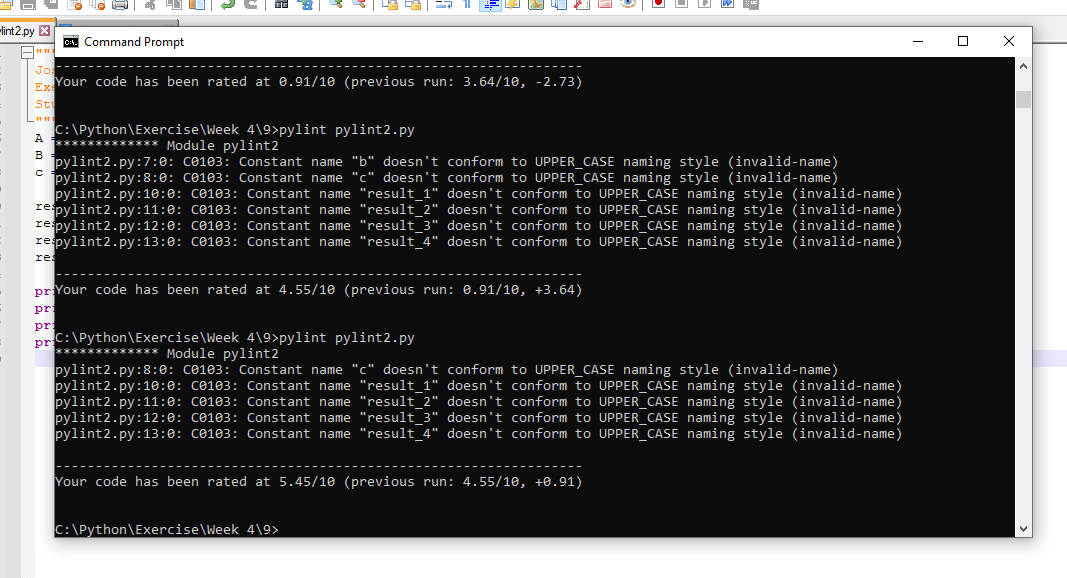 lint2.py
Command Prompt
"""
Jos
Exe
Stu
"""
A =
B =
c =
res
res
res
res
pri
pri
pri
pri
------------------------------------------------------------------
Your code has been rated at 0.91/10 (previous run: 3.64/10, -2.73)
C:\Python\Exercise\Week 4\9>pylint pylint2.py
************* Module pylint2
pylint2.py:7:0: C0103: Constant name "b" doesn't conform to UPPER_CASE naming style (invalid-name)
pylint2.py:8:0: C0103: Constant name "c" doesn't conform to UPPER_CASE naming style (invalid-name)
pylint2.py:10:0: C0103: Constant name "result_1" doesn't conform to UPPER_CASE naming style (invalid-name)
pylint2.py:11:0: C0103: Constant name "result_2" doesn't conform to UPPER_CASE naming style (invalid-name)
pylint2.py:12:0: C0103: Constant name "result_3" doesn't conform to UPPER_CASE naming style (invalid-name)
pylint2.py:13:0: C0103: Constant name "result_4" doesn't conform to UPPER_CASE naming style (invalid-name)
------------------------------------------------------------------
Your code has been rated at 4.55/10 (previous run: 0.91/10, +3.64)
C:\Python\Exercise\Week 4\9>pylint pylint2.py
************* Module pylint2
pylint2.py:8:0: C0103: Constant name "c" doesn't conform to UPPER_CASE naming style (invalid-name)
pylint2.py:10:0: C0103: Constant name "result_1" doesn't conform to UPPER_CASE naming style (invalid-name)
pylint2.py:11:0: C0103: Constant name "result_2" doesn't conform to UPPER_CASE naming style (invalid-name)
pylint2.py:12:0: C0103: Constant name "result_3" doesn't conform to UPPER_CASE naming style (invalid-name)
pylint2.py:13:0: C0103: Constant name "result_4" doesn't conform to UPPER_CASE naming style (invalid-name)
------------------------------------------------------------------
Your code has been rated at 5.45/10 (previous run: 4.55/10, +0.91)
C:\Python\Exercise\Week 4\9>